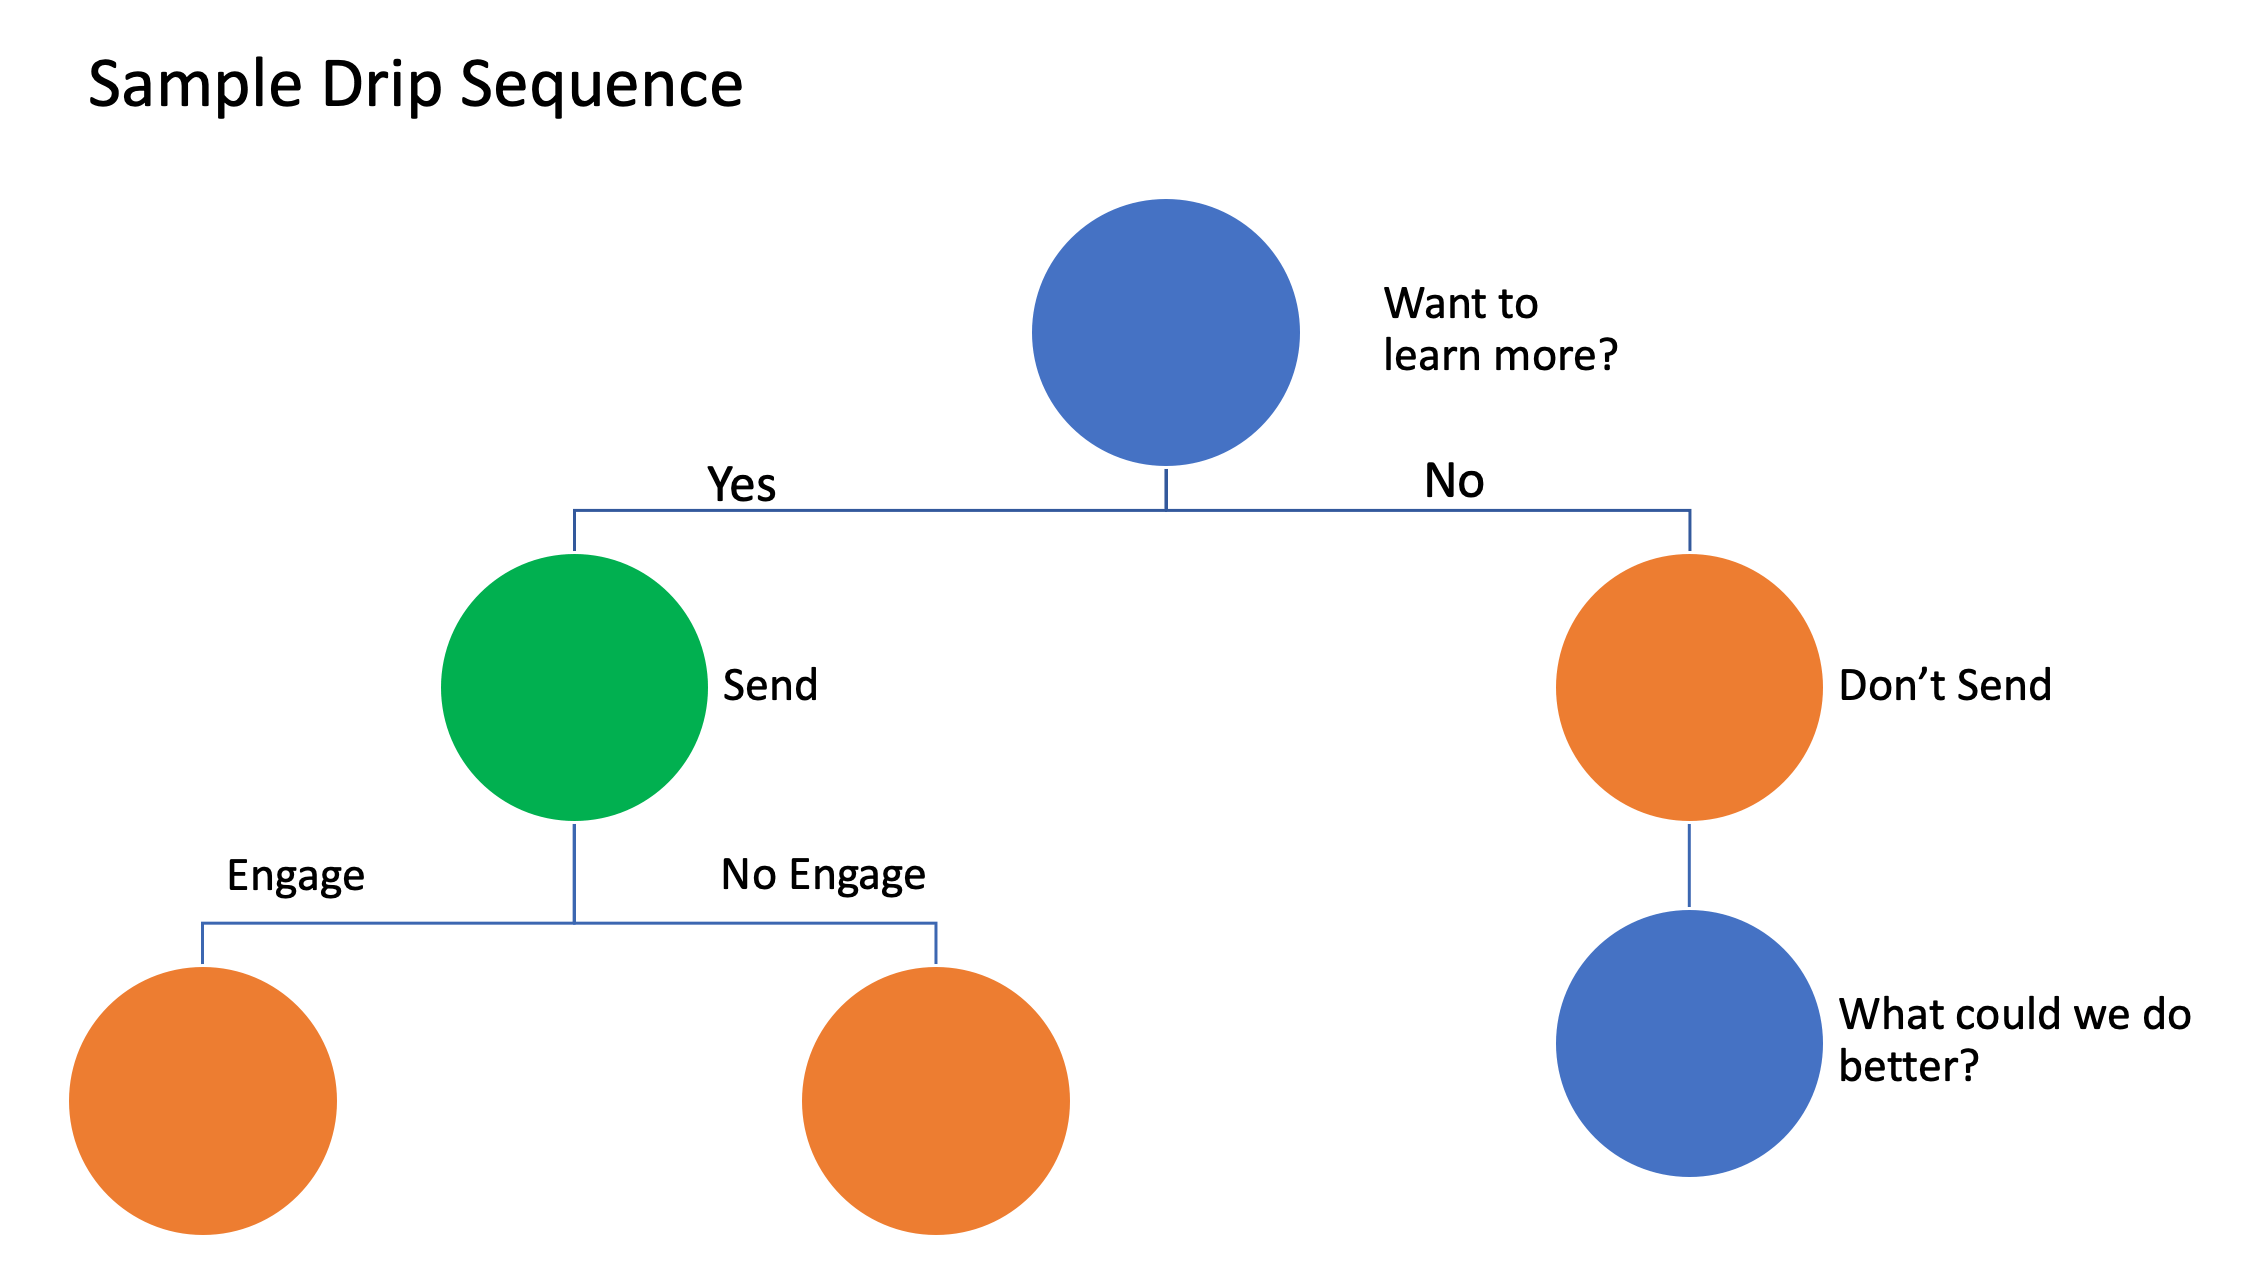 Sample Drip Sequence
Want to
learn more?
Yes
No
Send
Don’t Send
Engage
No Engage
What could we do
better?